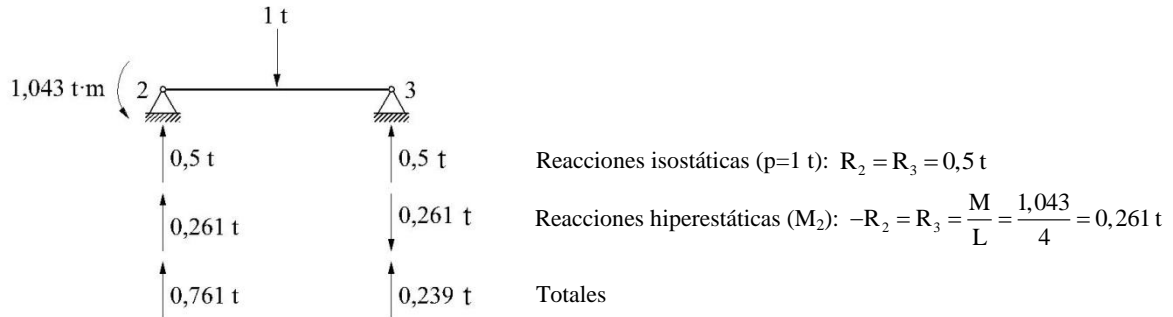 1 t
1,043 t·m 2 3
0,5 t 0,5 t Reacciones isostáticas (p=1 t): R₂ = R₃ = 0,5 t
0,261 t 0,261 t Reacciones hiperestáticas (M₂): −R₂ = R₃ = M/L = 1,043/4 = 0,261 t
0,761 t 0,239 t Totales